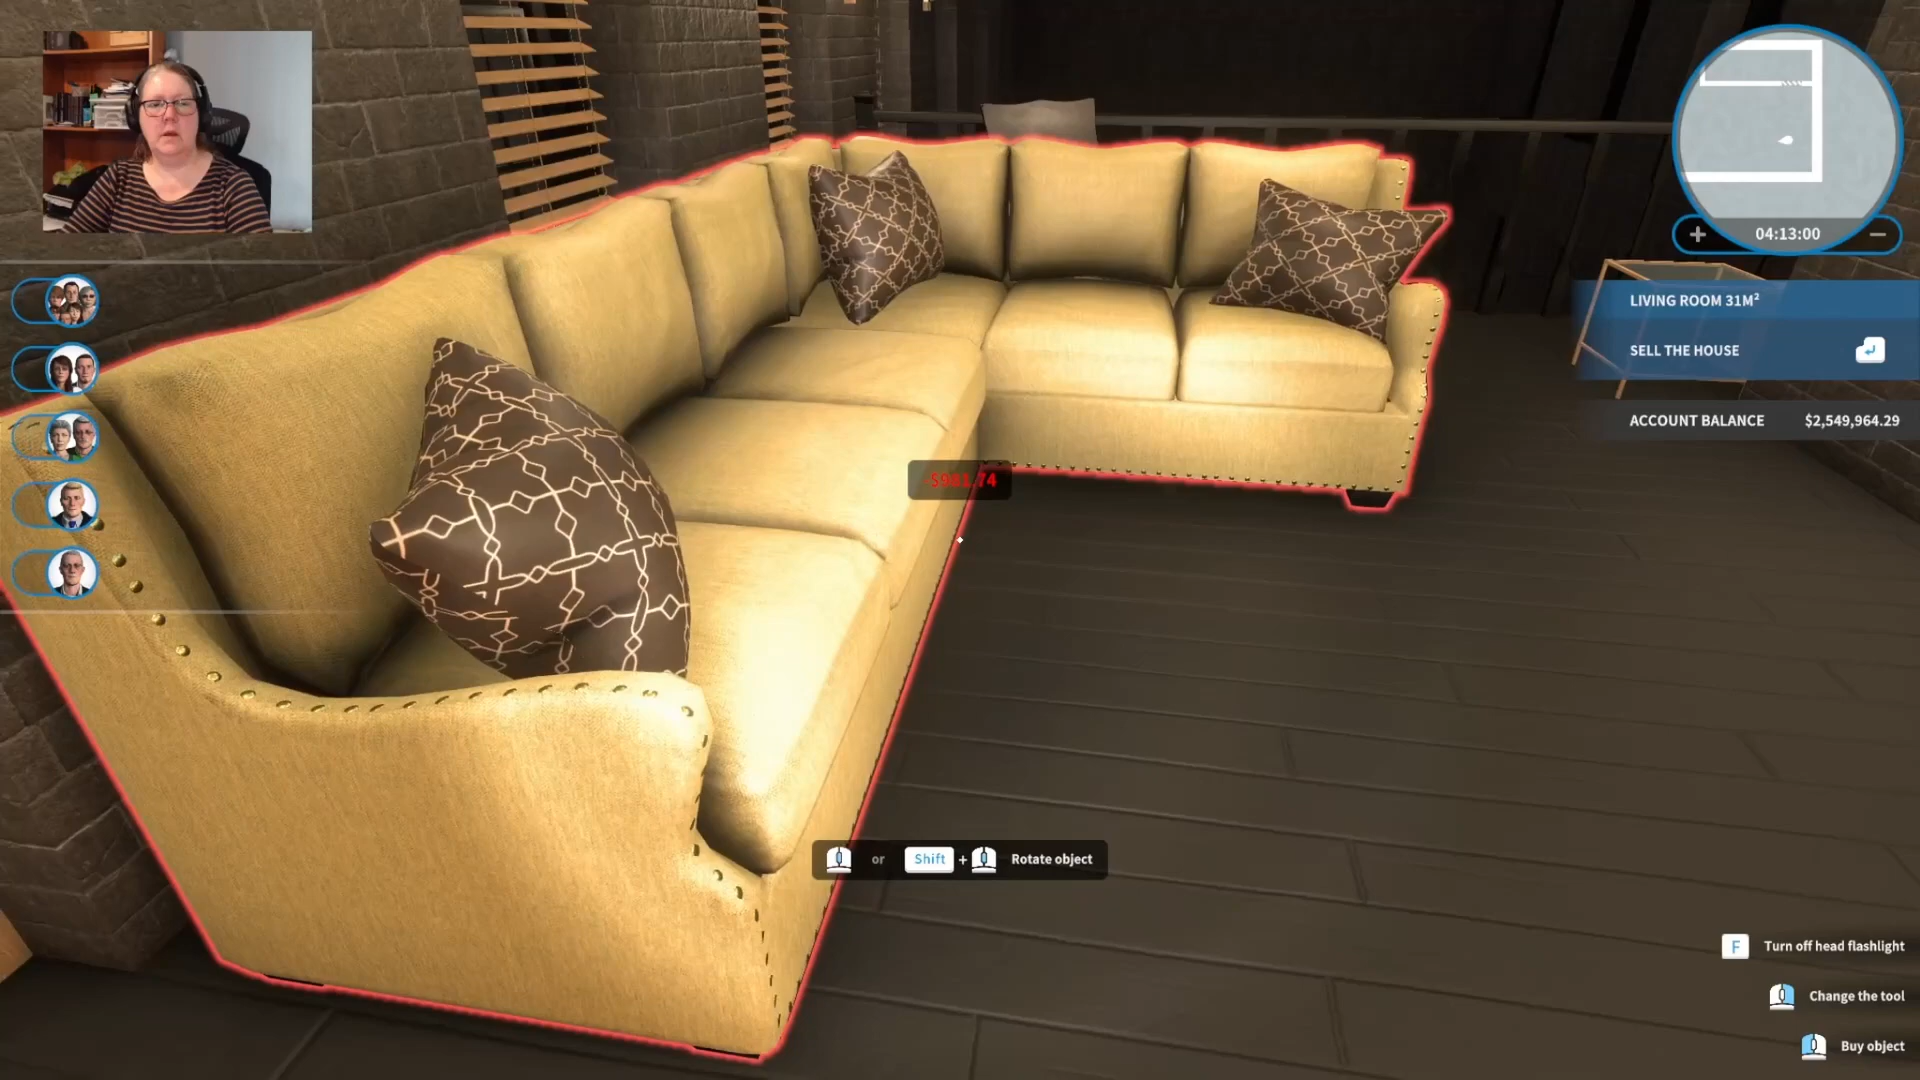 04:13:00
LIVING ROOM 31M²
SELL THE HOUSE
ACCOUNT BALANCE $2,549,964.29
or Shift + Rotate object
F Turn off head flashlight
Change the tool
Buy object